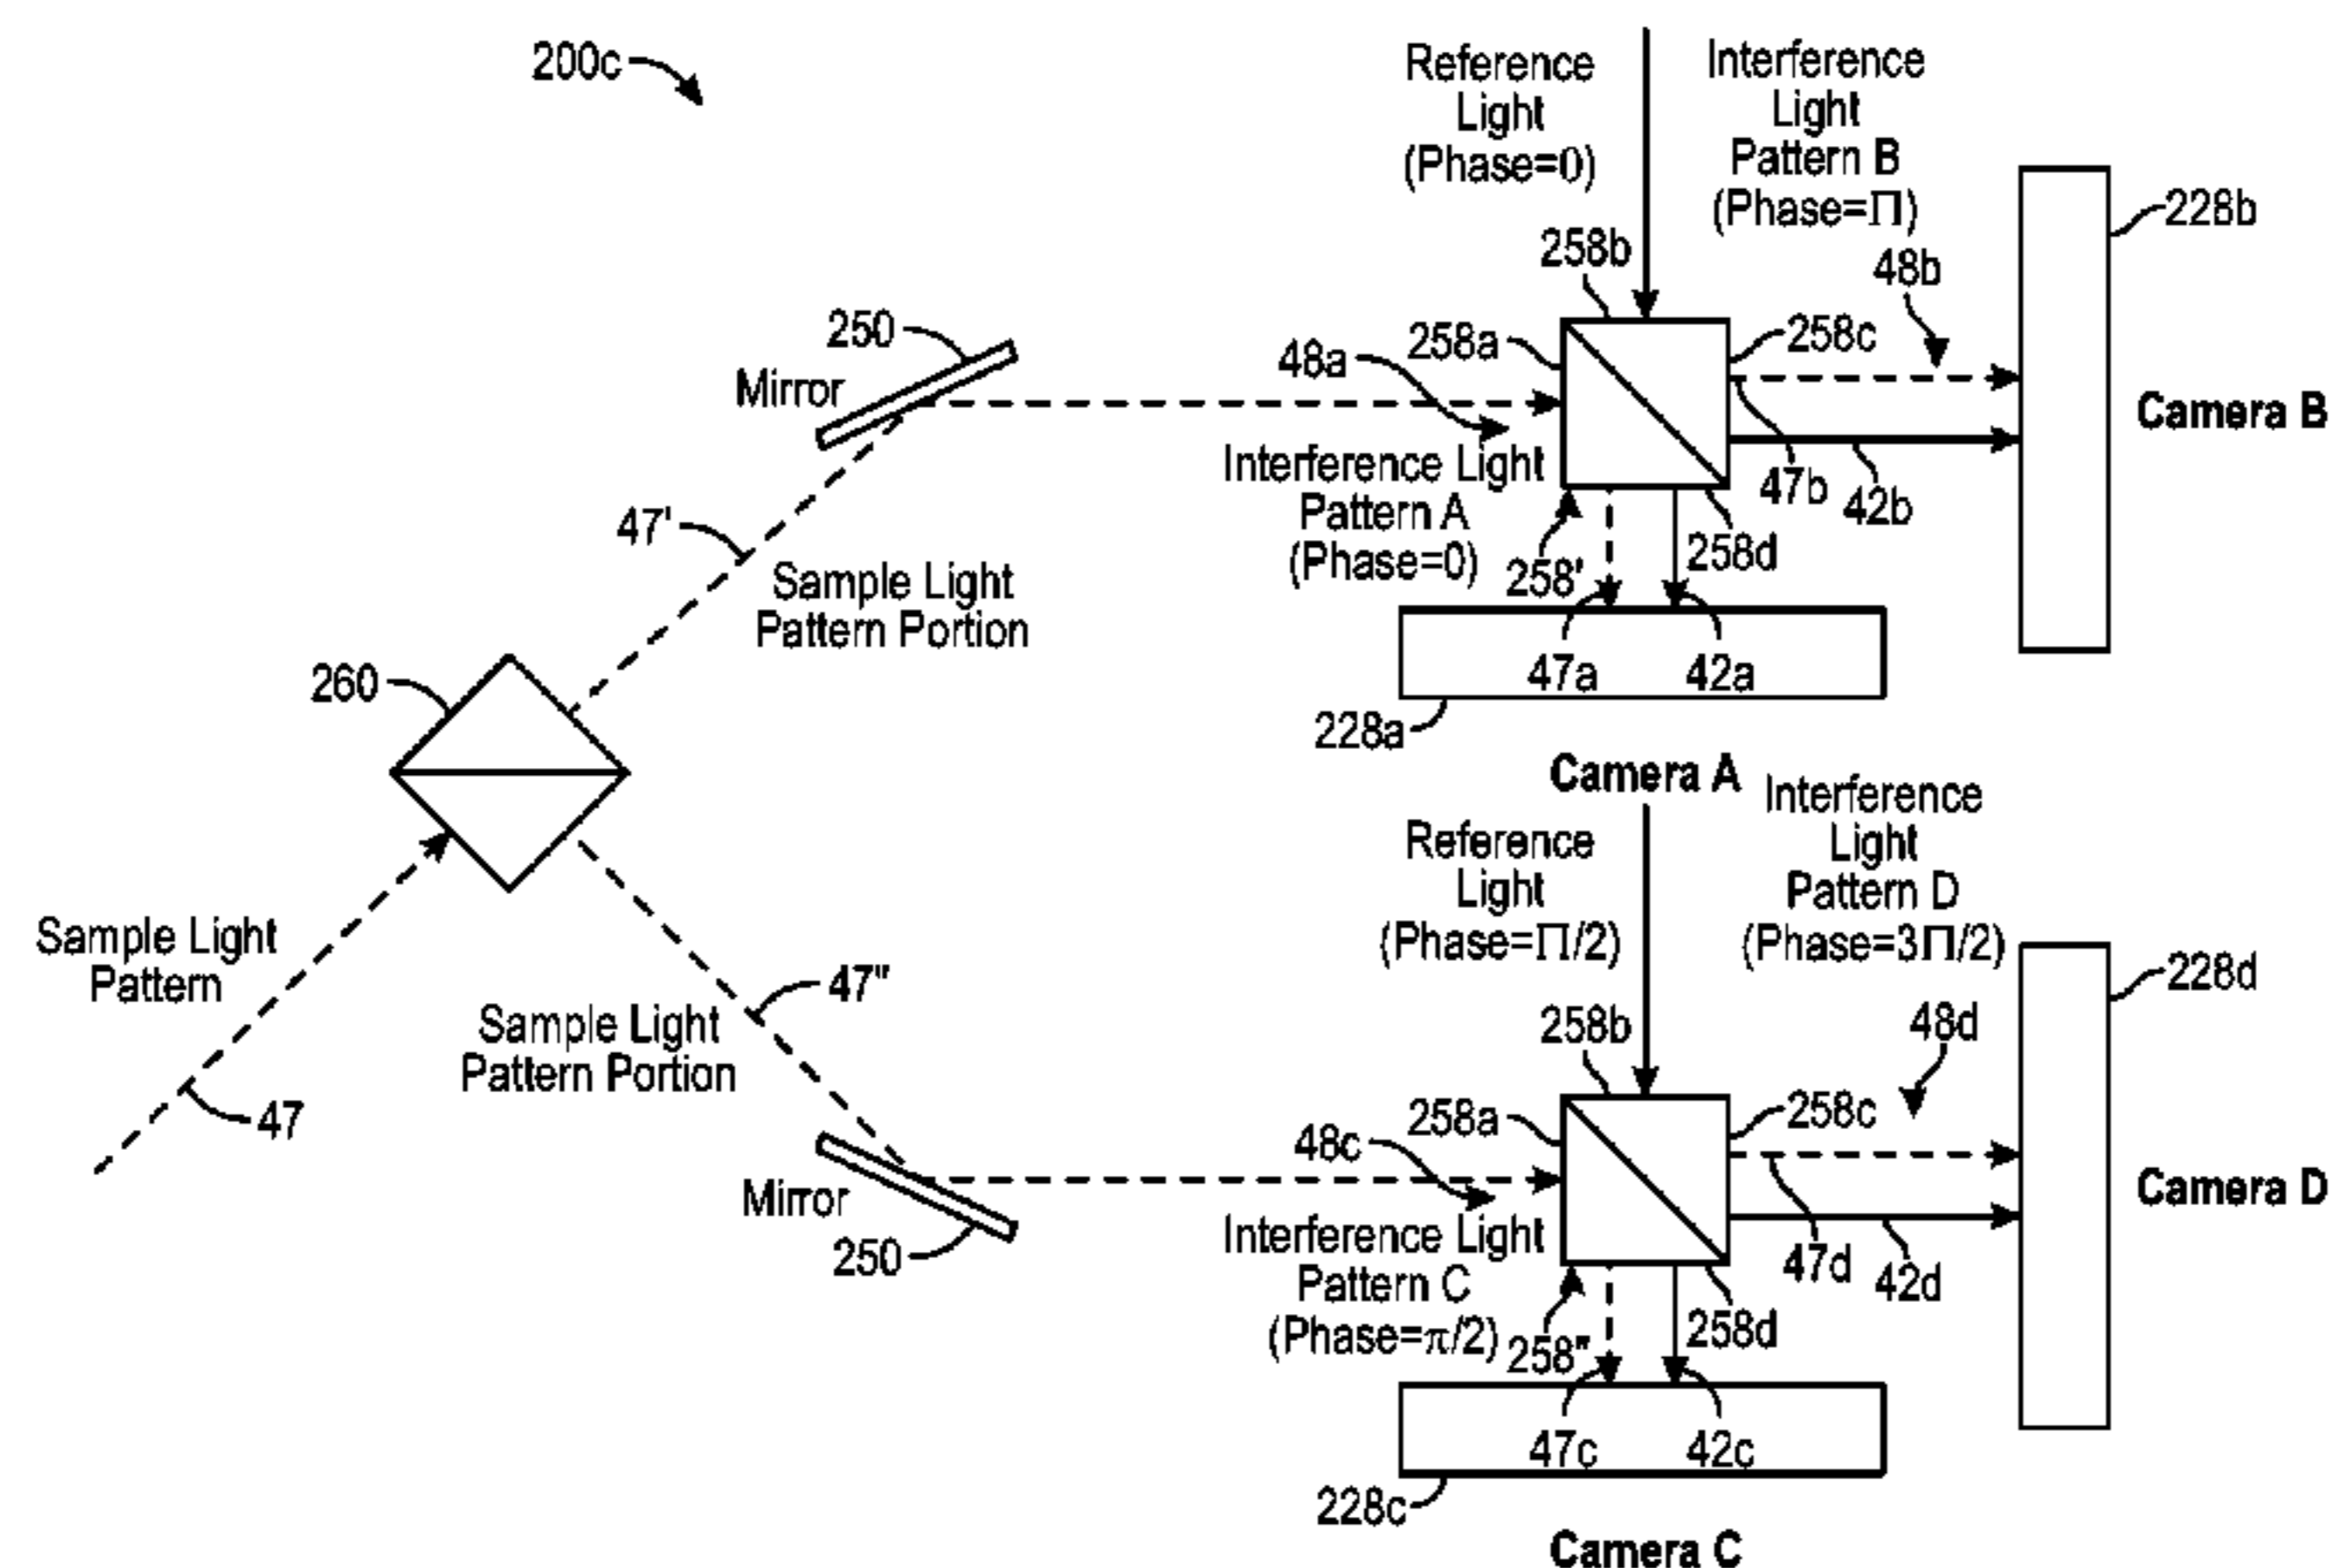 200c
Reference
Light
(Phase=0)
Interference
Light
Pattern B
(Phase=Π)
228b
258b
48b
250
Mirror
48a
258a
258c
Camera B
Interference Light
Pattern A
(Phase=0)
47b
42b
47'
258'
258d
Sample Light
Pattern Portion
260
47a
42a
228a
Camera A
Interference
Light
Pattern D
(Phase=3Π/2)
Reference
Light
(Phase=Π/2)
228d
Sample Light
Pattern
47"
Sample Light
Pattern Portion
47
258b
48d
48c
258a
258c
Camera D
Mirror
250
Interference Light
Pattern C
(Phase=π/2)
47d
42d
258"
258d
47c
42c
228c
Camera C